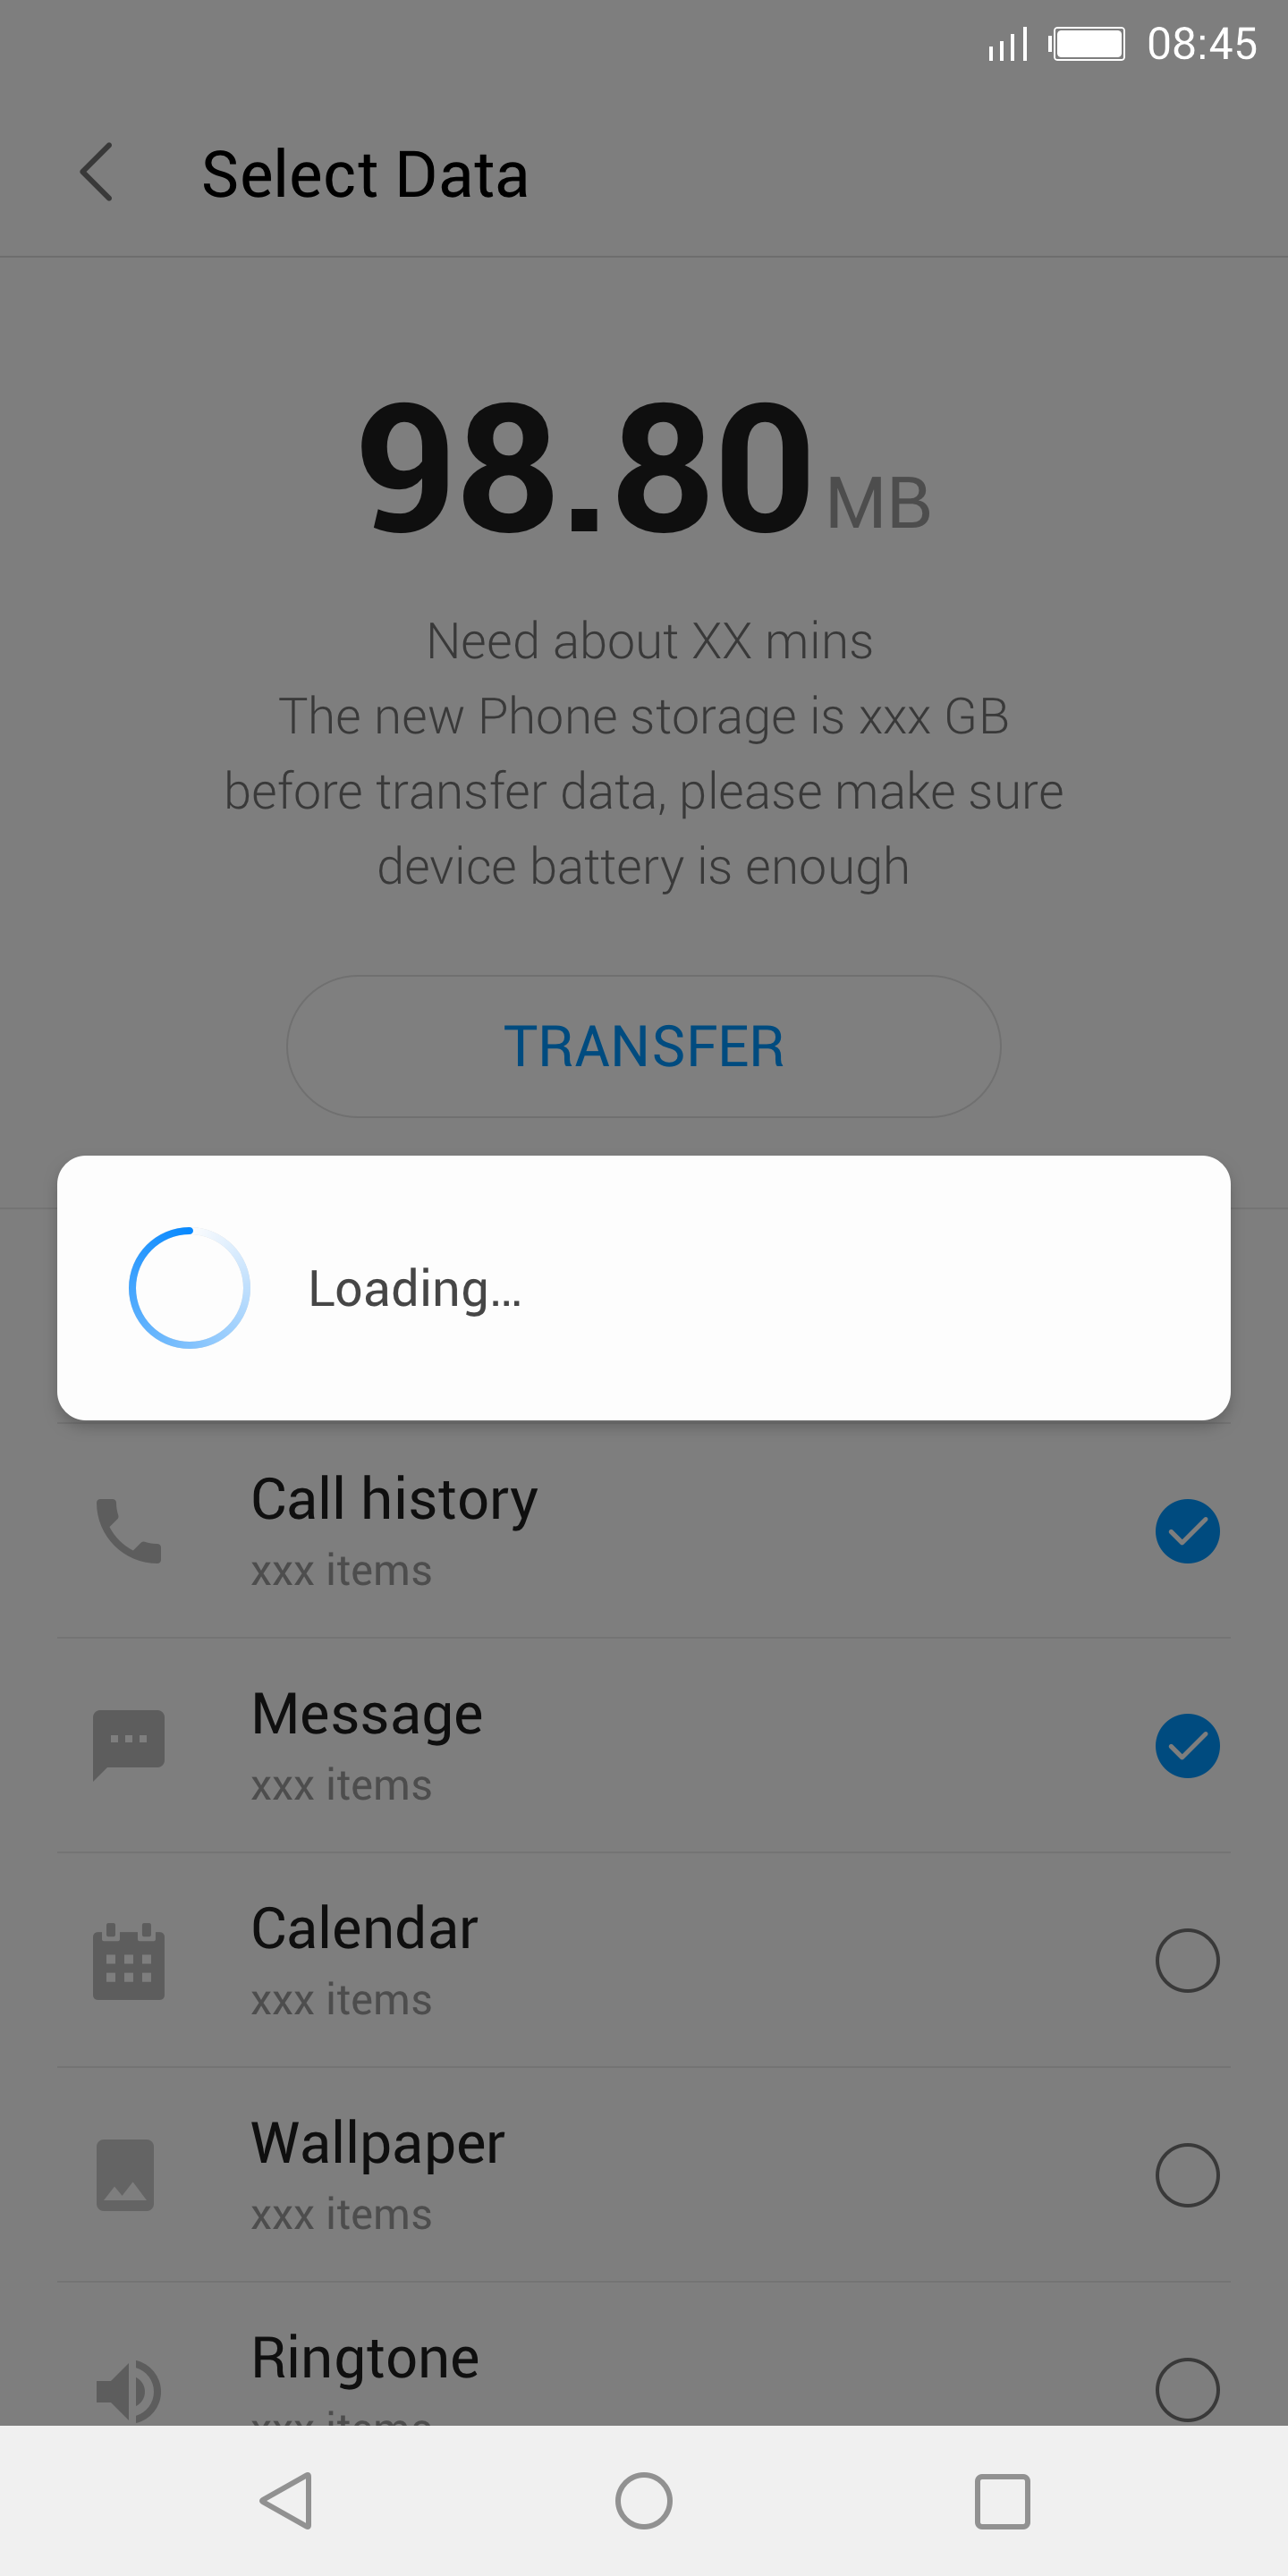 08:45
Select Data
98.80 MB
Need about XX mins
The new Phone storage is xxx GB
before transfer data, please make sure
device battery is enough
TRANSFER
Loading...
Call history
xxx items
Message
xxx items
Calendar
xxx items
Wallpaper
xxx items
Ringtone
xxx items